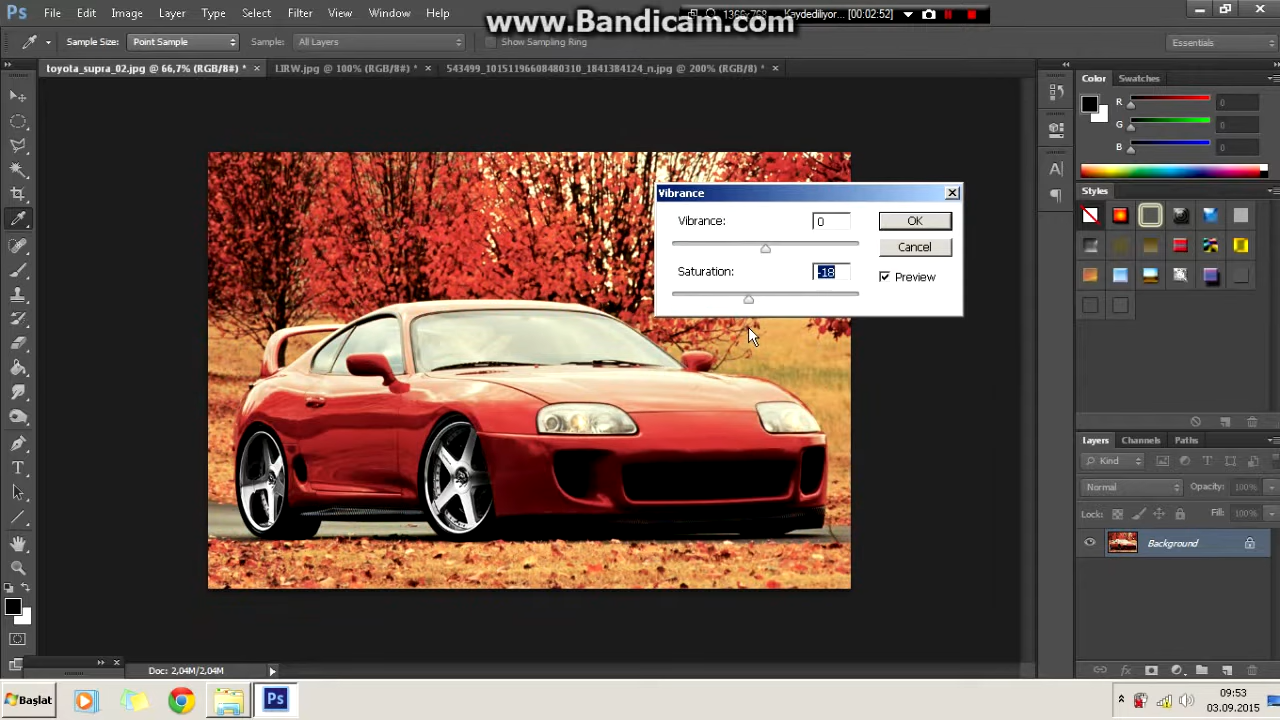 www.Bandicam.com
1366x768 Kaydediliyor... [00:02:52]
Ps File Edit Image Layer Type Select Filter View Window Help
Sample Size: Point Sample Sample: All Layers Show Sampling Ring Essentials
toyota_supra_02.jpg @ 66,7% (RGB/8#) * × LIRW.jpg @ 100% (RGB/8#) * × 543499_10151196608480310_1841384124_n.jpg @ 200% (RGB/8) * ×
Color Swatches
R 0
G 0
B 0
Styles
Vibrance
Vibrance: 0 OK
Cancel
Saturation: -18 Preview
Layers Channels Paths
Kind
Normal Opacity: 100%
Lock: Fill: 100%
Background
Doc: 2,04M/2,04M
Başlat Ps
09:53
03.09.2015